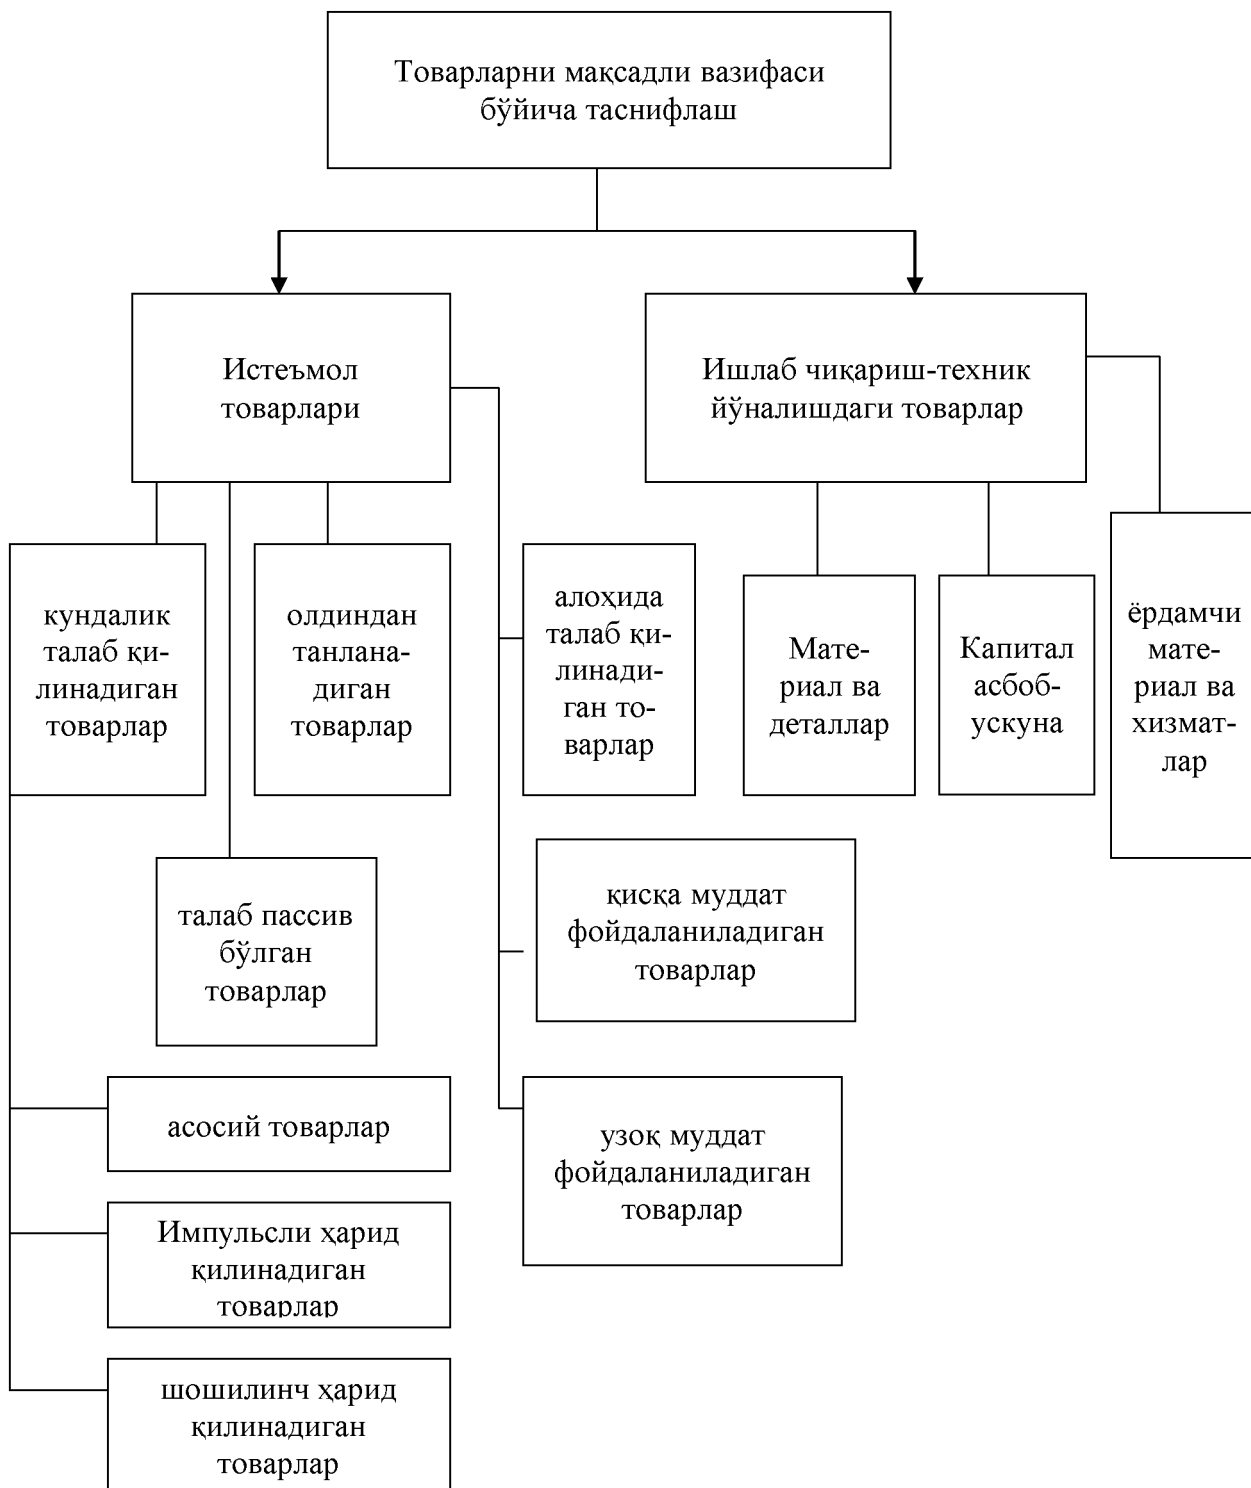 Товарларни мақсадли вазифаси
бўйича таснифлаш
Истеъмол
товарлари
Ишлаб чиқариш-техник
йўналишдаги товарлар
кундалик
талаб қи-
линадиган
товарлар
олдиндан
танлана-
диган
товарлар
алоҳида
талаб қи-
линади-
ган то-
варлар
Мате-
риал ва
деталлар
Капитал
асбоб-
ускуна
ёрдамчи
мате-
риал ва
хизмат-
лар
талаб пассив
бўлган
товарлар
қисқа муддат
фойдаланиладиган
товарлар
асосий товарлар
узоқ муддат
фойдаланиладиган
товарлар
Импульсли ҳарид
қилинадиган
товарлар
шошилинч ҳарид
қилинадиган
товарлар